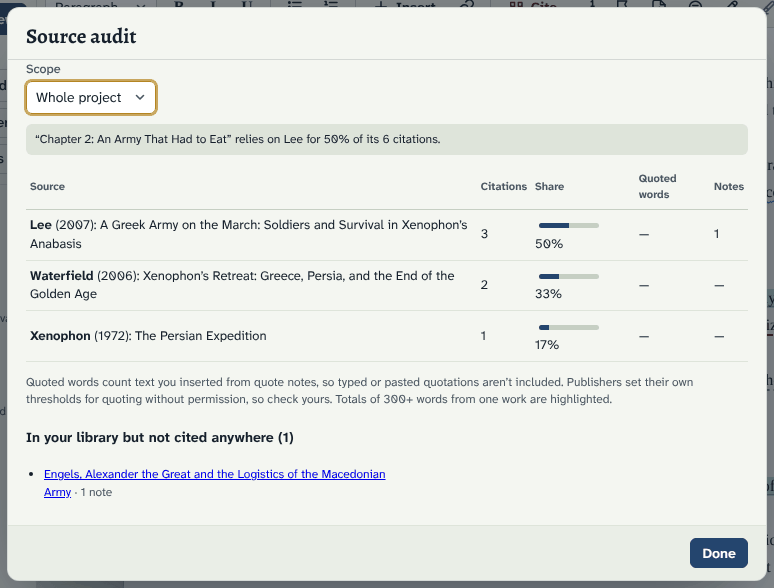 Paragraph
Insert
Cite
Source audit
Scope
Whole project
“Chapter 2: An Army That Had to Eat” relies on Lee for 50% of its 6 citations.
Source Citations Share Quoted words Notes
Lee (2007): A Greek Army on the March: Soldiers and Survival in Xenophon’s
Anabasis
3 50% — 1
Waterfield (2006): Xenophon’s Retreat: Greece, Persia, and the End of the
Golden Age
2 33% — —
Xenophon (1972): The Persian Expedition 1 17% — —
Quoted words count text you inserted from quote notes, so typed or pasted quotations aren’t included. Publishers set their own
thresholds for quoting without permission, so check yours. Totals of 300+ words from one work are highlighted.
In your library but not cited anywhere (1)
Engels, Alexander the Great and the Logistics of the Macedonian
Army · 1 note
Done